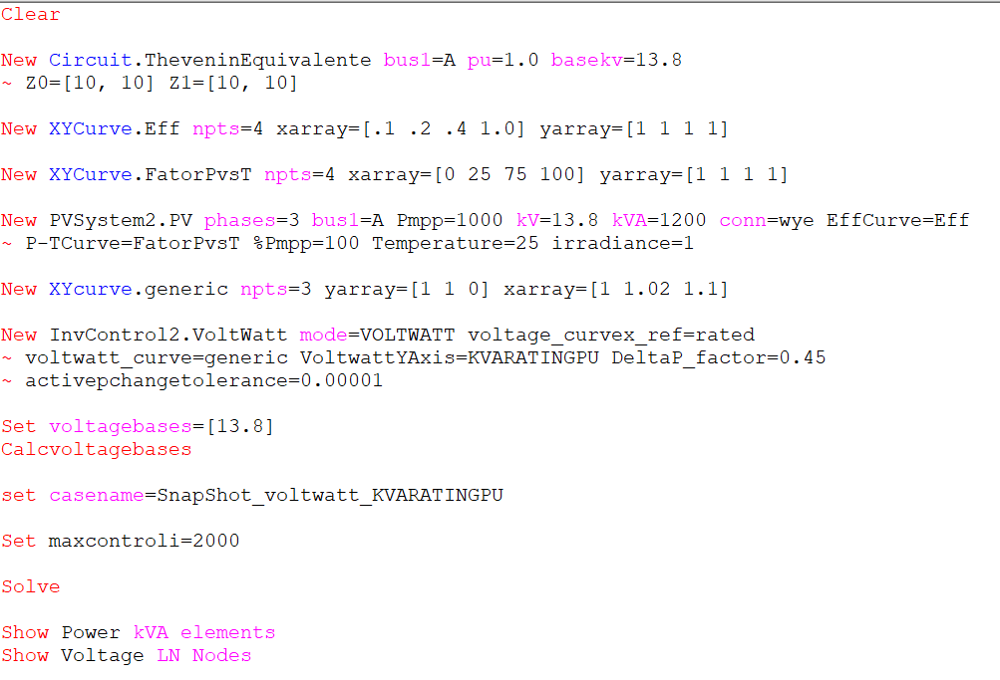 Clear
New Circuit.TheveninEquivalente bus1=A pu=1.0 basekv=13.8
~ Z0=[10, 10] Z1=[10, 10]
New XYCurve.Eff npts=4 xarray=[.1 .2 .4 1.0] yarray=[1 1 1 1]
New XYCurve.FatorPvsT npts=4 xarray=[0 25 75 100] yarray=[1 1 1 1]
New PVSystem2.PV phases=3 bus1=A Pmpp=1000 kV=13.8 kVA=1200 conn=wye EffCurve=Eff
~ P-TCurve=FatorPvsT %Pmpp=100 Temperature=25 irradiance=1
New XYcurve.generic npts=3 yarray=[1 1 0] xarray=[1 1.02 1.1]
New InvControl2.VoltWatt mode=VOLTWATT voltage_curvex_ref=rated
~ voltwatt_curve=generic VoltwattYAxis=KVARATINGPU DeltaP_factor=0.45
~ activepchangetolerance=0.00001
Set voltagebases=[13.8]
Calcvoltagebases
set casename=SnapShot_voltwatt_KVARATINGPU
Set maxcontroli=2000
Solve
Show Power kVA elements
Show Voltage LN Nodes